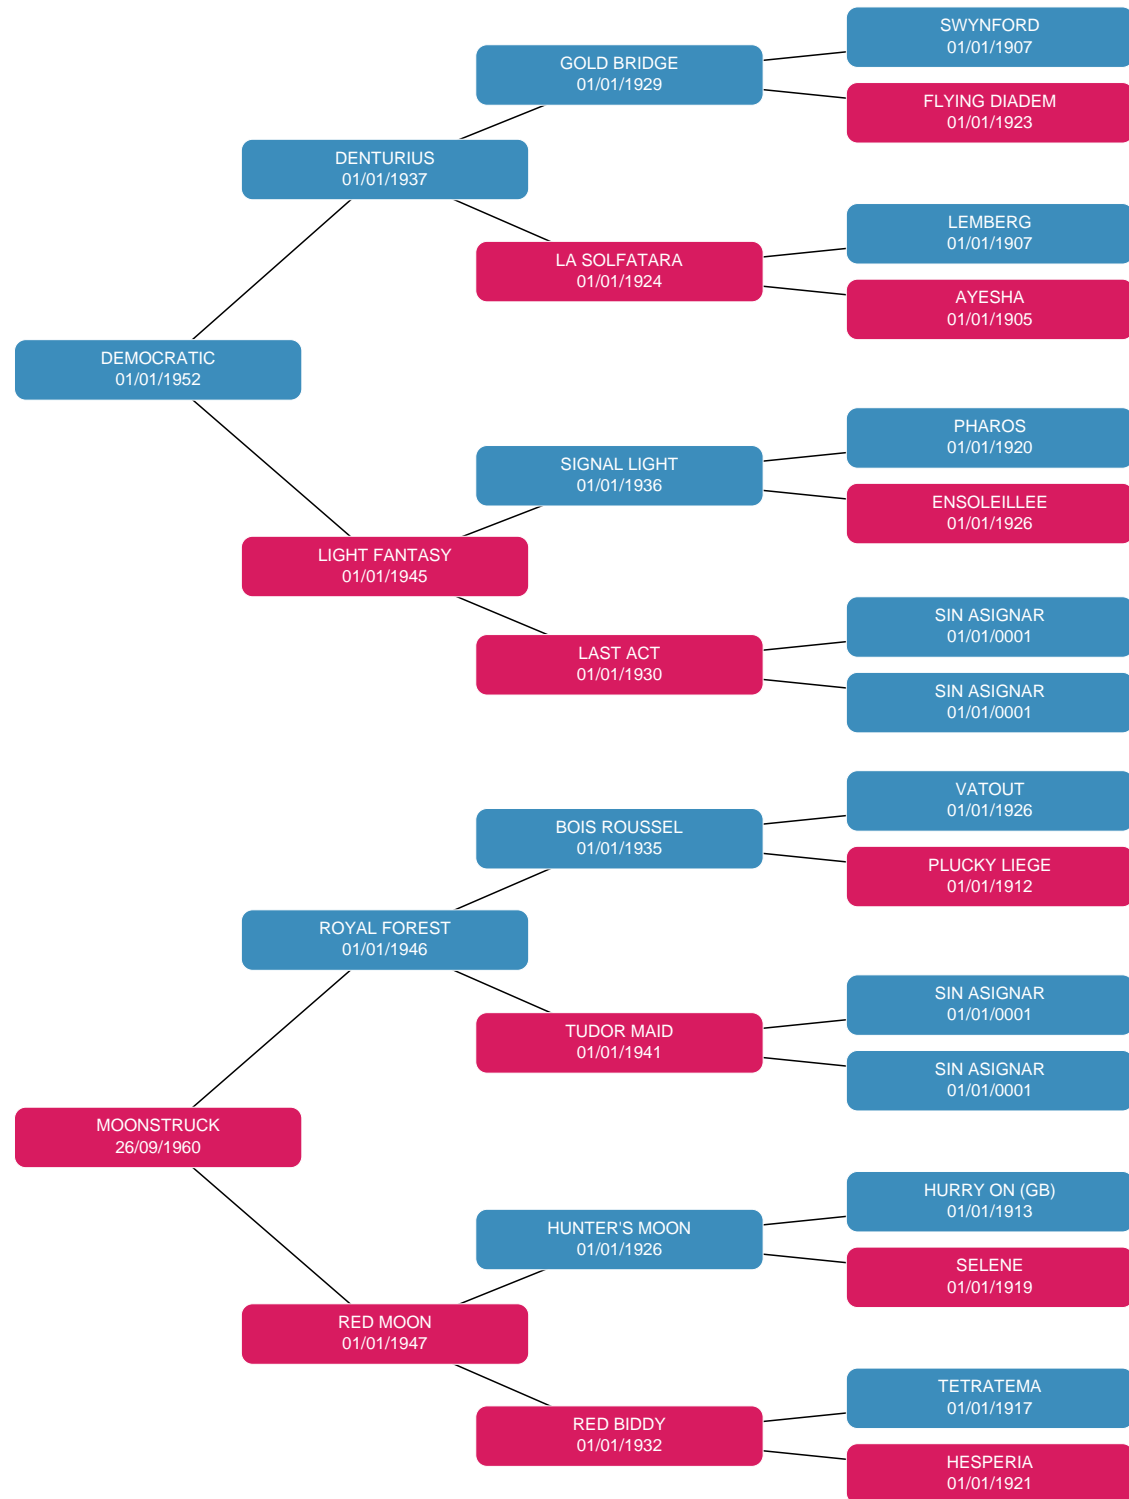 SWYNFORD
01/01/1907
GOLD BRIDGE
01/01/1929
FLYING DIADEM
01/01/1923
DENTURIUS
01/01/1937
LEMBERG
01/01/1907
LA SOLFATARA
01/01/1924
AYESHA
01/01/1905
DEMOCRATIC
01/01/1952
PHAROS
01/01/1920
SIGNAL LIGHT
01/01/1936
ENSOLEILLEE
01/01/1926
LIGHT FANTASY
01/01/1945
SIN ASIGNAR
01/01/0001
LAST ACT
01/01/1930
SIN ASIGNAR
01/01/0001
VATOUT
01/01/1926
BOIS ROUSSEL
01/01/1935
PLUCKY LIEGE
01/01/1912
ROYAL FOREST
01/01/1946
SIN ASIGNAR
01/01/0001
TUDOR MAID
01/01/1941
SIN ASIGNAR
01/01/0001
MOONSTRUCK
26/09/1960
HURRY ON (GB)
01/01/1913
HUNTER'S MOON
01/01/1926
SELENE
01/01/1919
RED MOON
01/01/1947
TETRATEMA
01/01/1917
RED BIDDY
01/01/1932
HESPERIA
01/01/1921